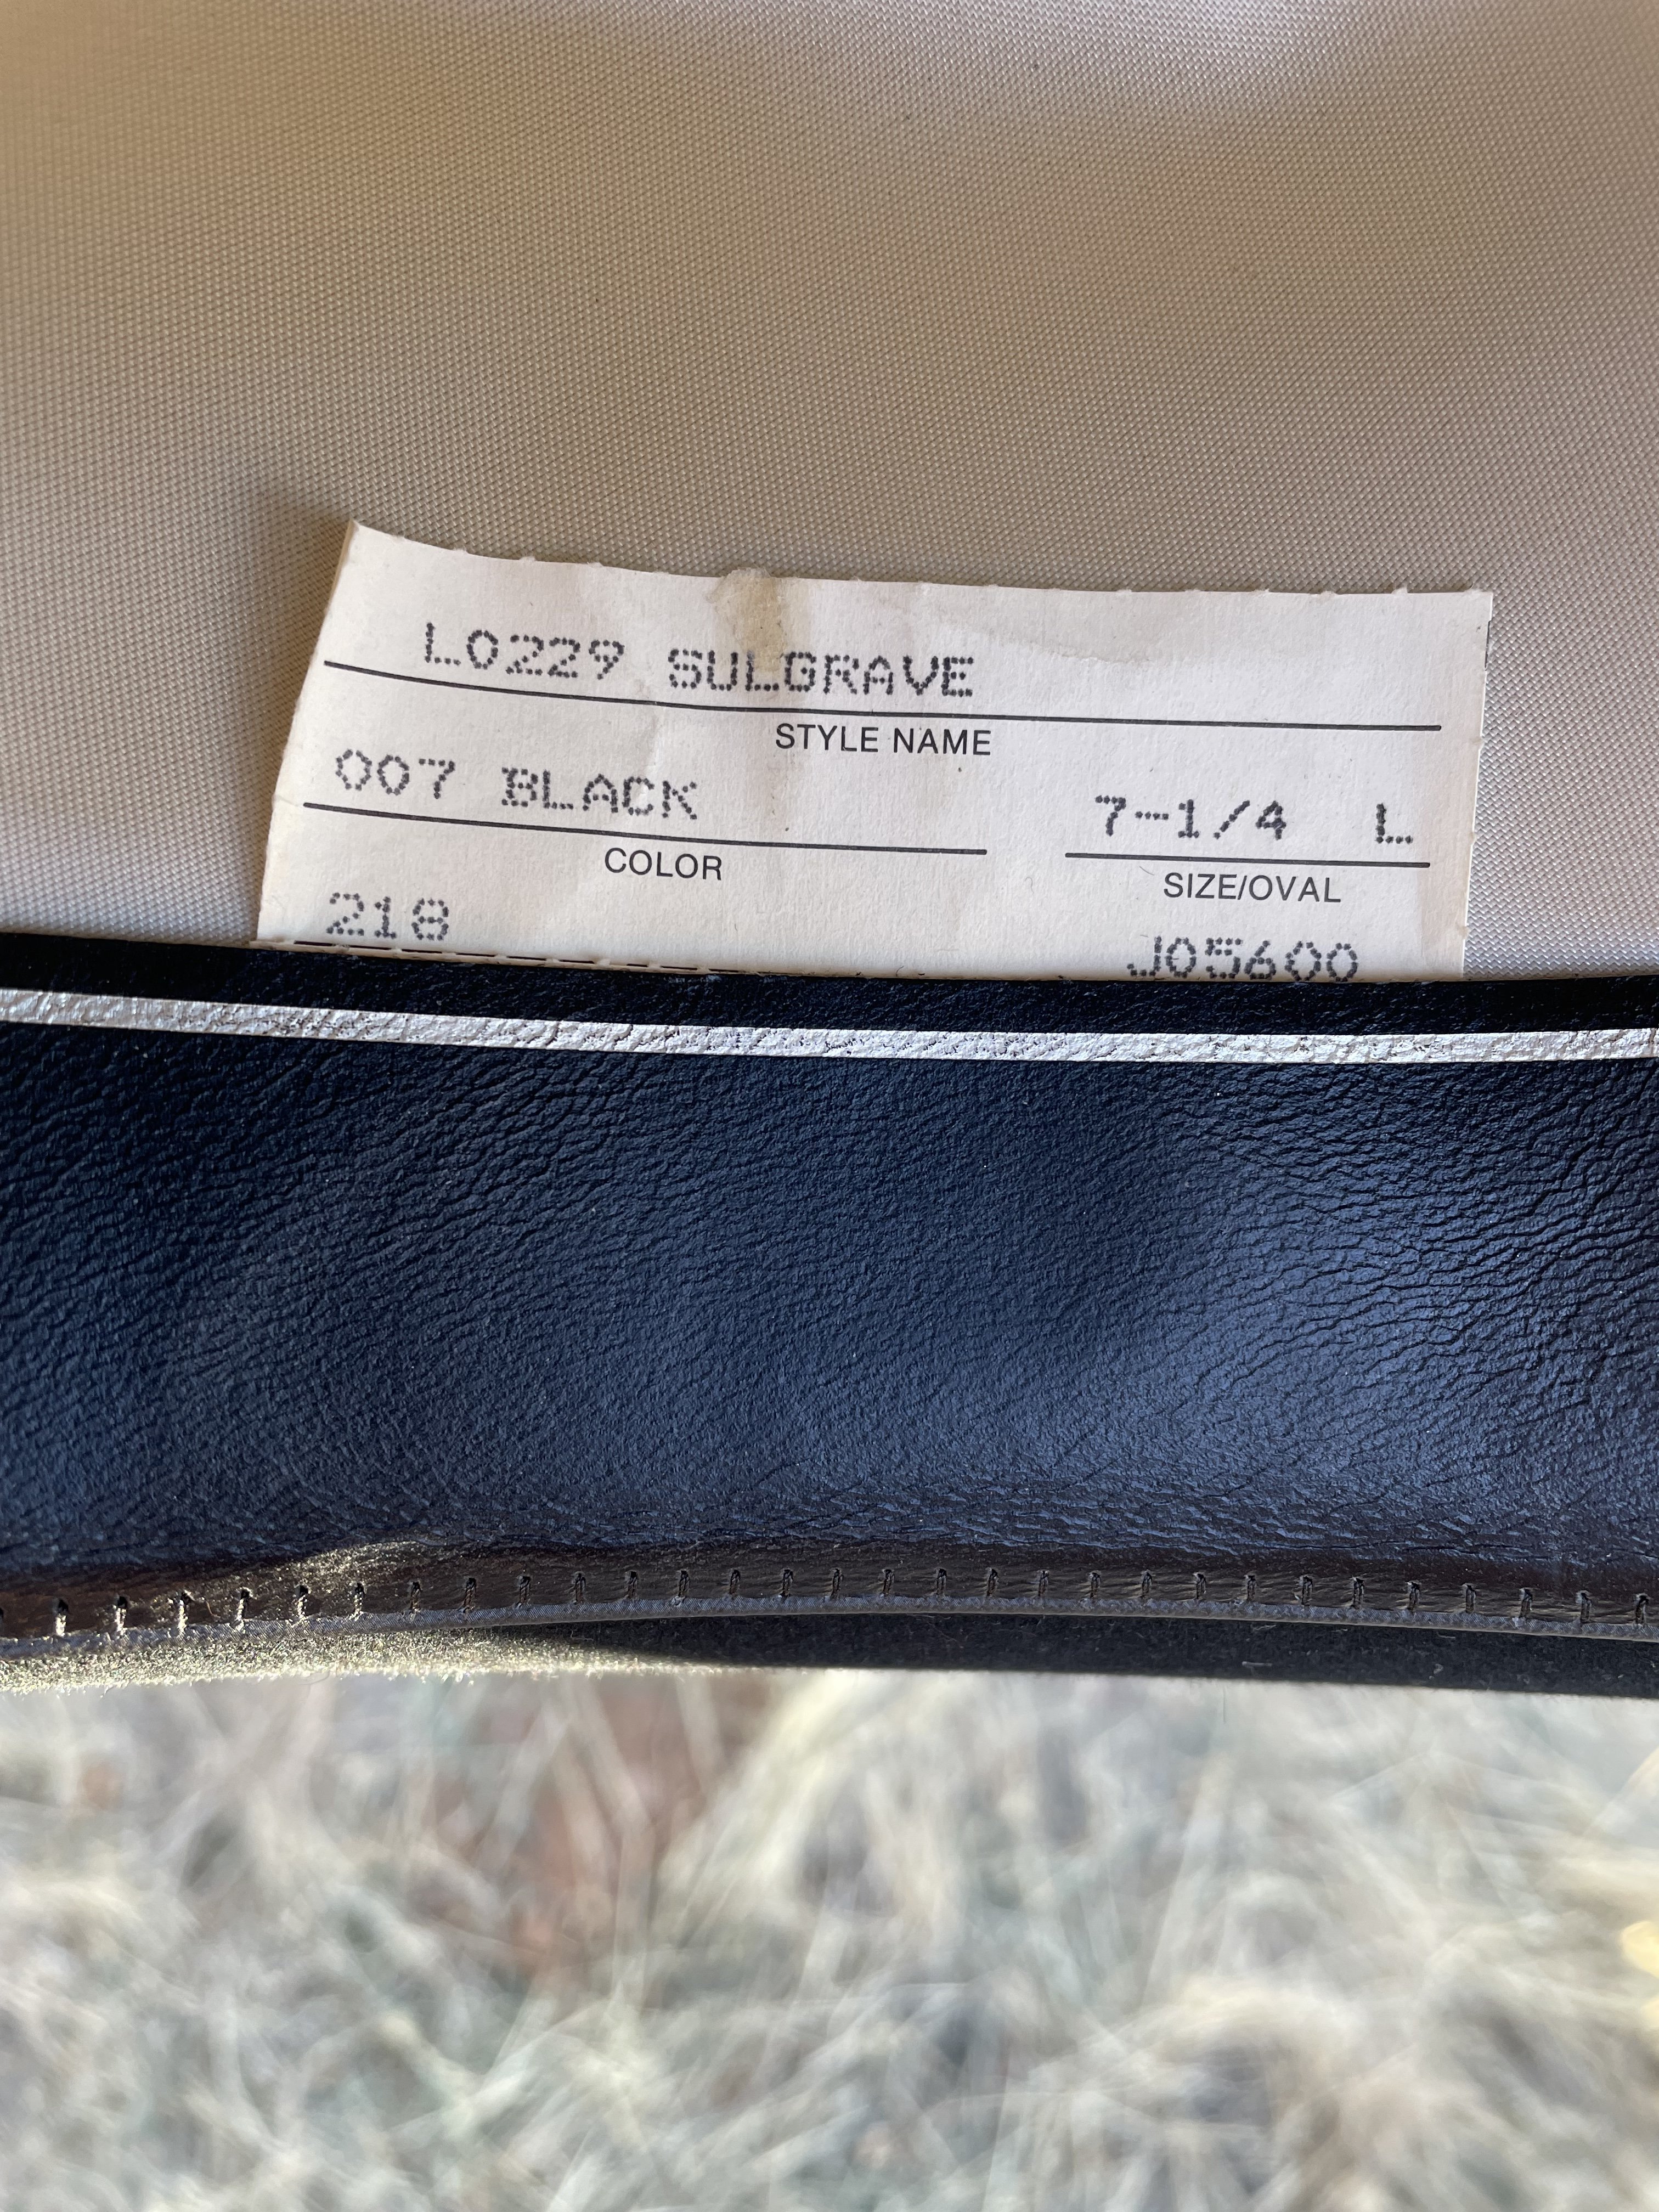 L0229 SULGRAVE
STYLE NAME
007 BLACK 7-1/4 L
COLOR SIZE/OVAL
218 J05600